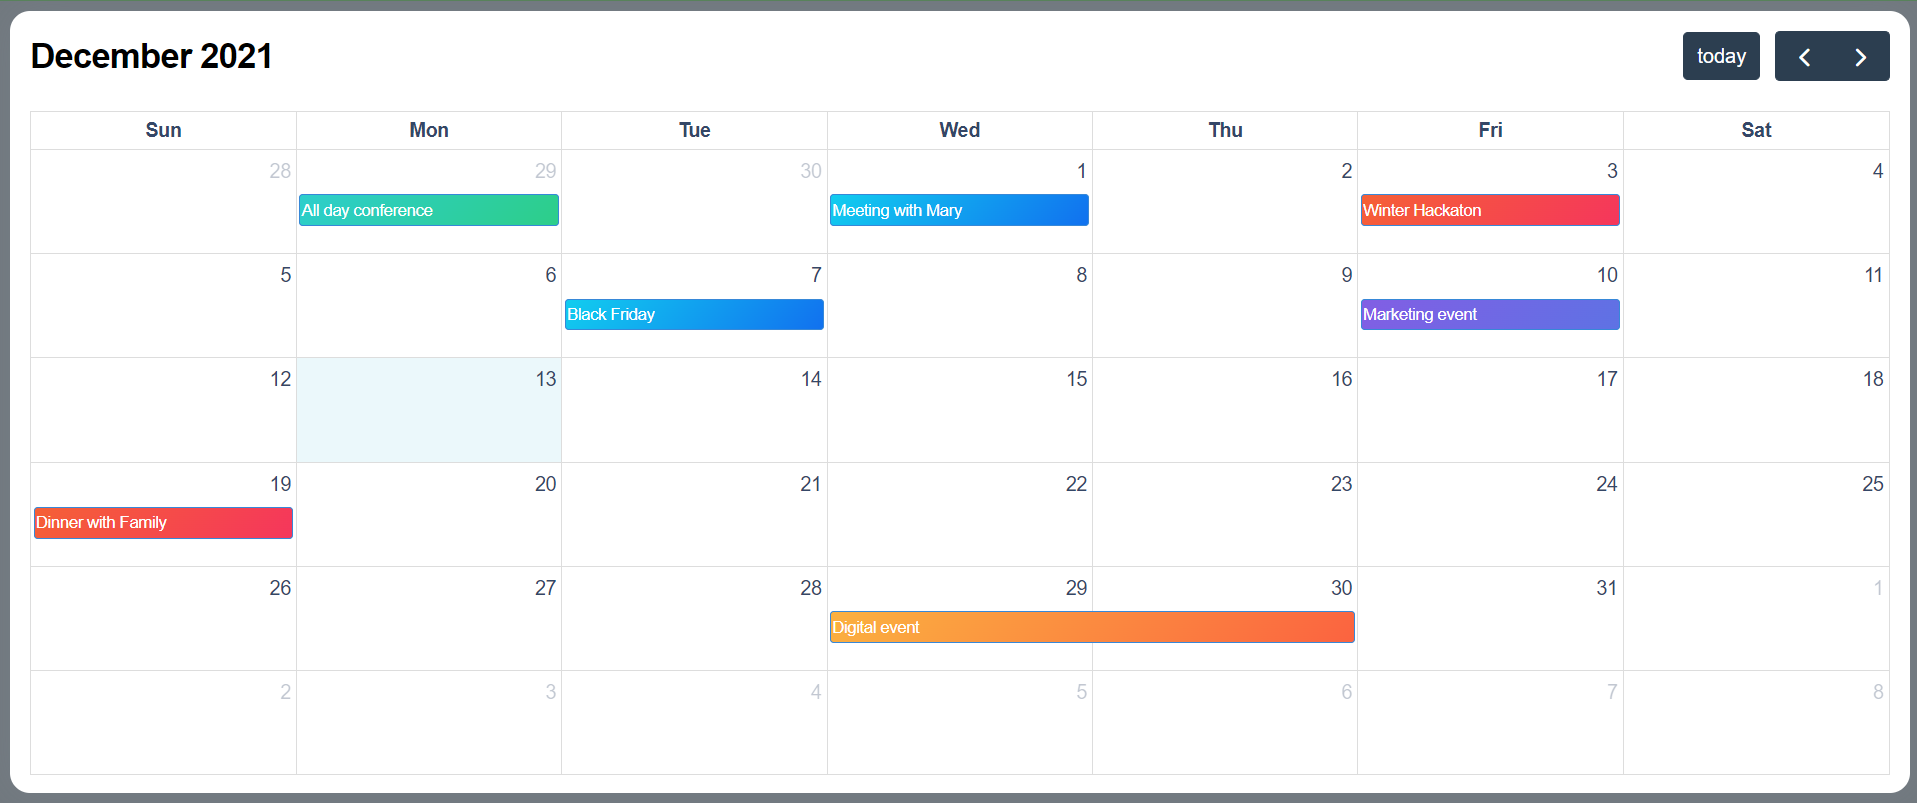 December 2021
today
Sun Mon Tue Wed Thu Fri Sat
28 29 30 1 2 3 4
All day conference Meeting with Mary Winter Hackaton
5 6 7 8 9 10 11
Black Friday Marketing event
12 13 14 15 16 17 18
19 20 21 22 23 24 25
Dinner with Family
26 27 28 29 30 31 1
Digital event
2 3 4 5 6 7 8